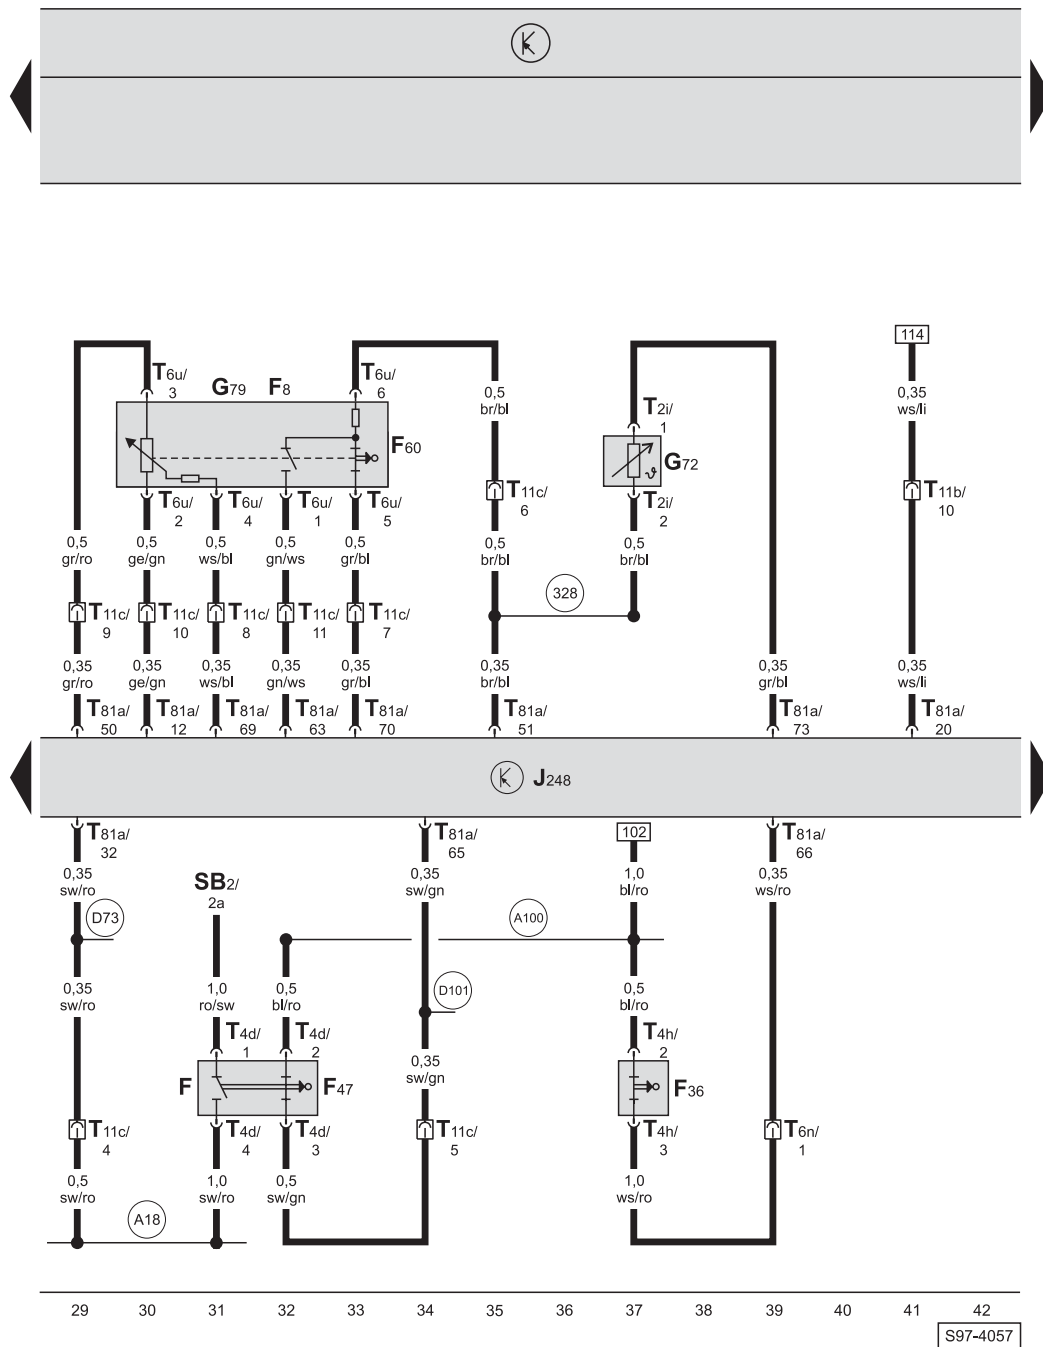 114
T6u/ 3
G79
F8
T6u/ 6
0,5 br/bl
0,35 ws/li
T2i/ 1
F60
G72
T6u/ 2
T6u/ 4
T6u/ 1
T6u/ 5
T11c/ 6
T2i/ 2
T11b/ 10
0,5 gr/ro
0,5 ge/gn
0,5 ws/bl
0,5 gn/ws
0,5 gr/bl
0,5 br/bl
0,5 br/bl
328
T11c/ 9
T11c/ 10
T11c/ 8
T11c/ 11
T11c/ 7
0,35 gr/ro
0,35 ge/gn
0,35 ws/bl
0,35 gn/ws
0,35 gr/bl
0,35 br/bl
0,35 gr/bl
0,35 ws/li
T81a/ 50
T81a/ 12
T81a/ 69
T81a/ 63
T81a/ 70
T81a/ 51
T81a/ 73
T81a/ 20
J248
T81a/ 32
T81a/ 65
102
T81a/ 66
0,35 sw/ro
SB2/ 2a
0,35 sw/gn
1,0 bl/ro
0,35 ws/ro
D73
A100
0,35 sw/ro
1,0 ro/sw
0,5 bl/ro
D101
0,5 bl/ro
T4d/ 1
T4d/ 2
0,35 sw/gn
T4h/ 2
F
F47
F36
T11c/ 4
T4d/ 4
T4d/ 3
T11c/ 5
T4h/ 3
T6n/ 1
0,5 sw/ro
1,0 sw/ro
0,5 sw/gn
1,0 ws/ro
A18
29 30 31 32 33 34 35 36 37 38 39 40 41 42
S97-4057